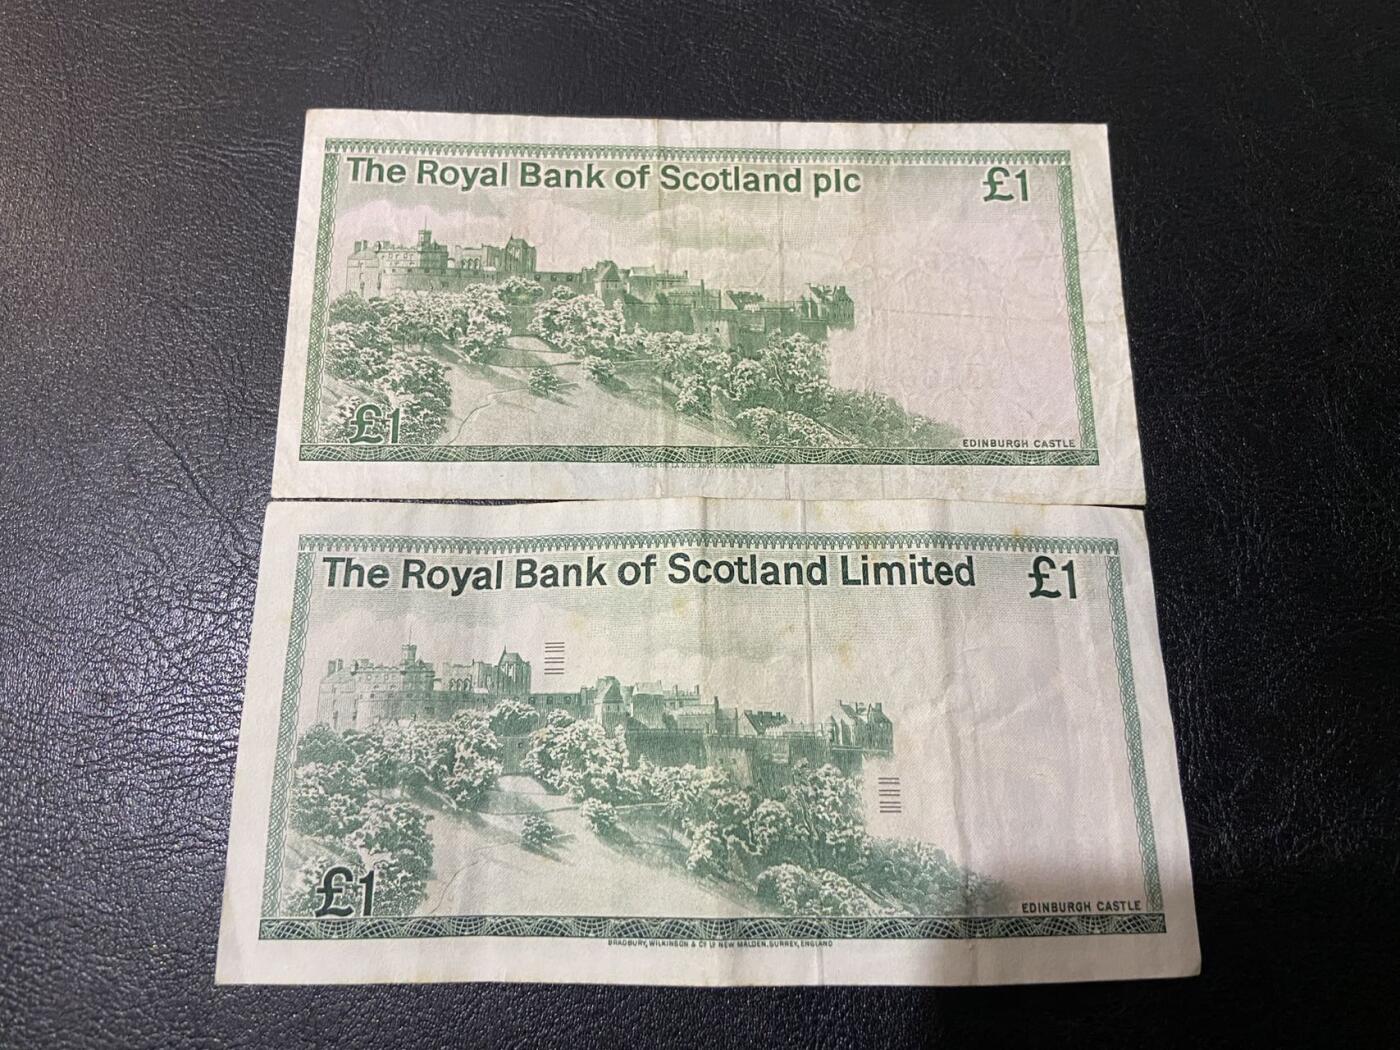 The Royal Bank of Scotland plc
£1
£1
EDINBURGH CASTLE
THOMAS DE LA RUE AND COMPANY, LIMITED
The Royal Bank of Scotland Limited
£1
£1
EDINBURGH CASTLE
BRADBURY, WILKINSON & Co Ld NEW MALDEN, SURREY, ENGLAND